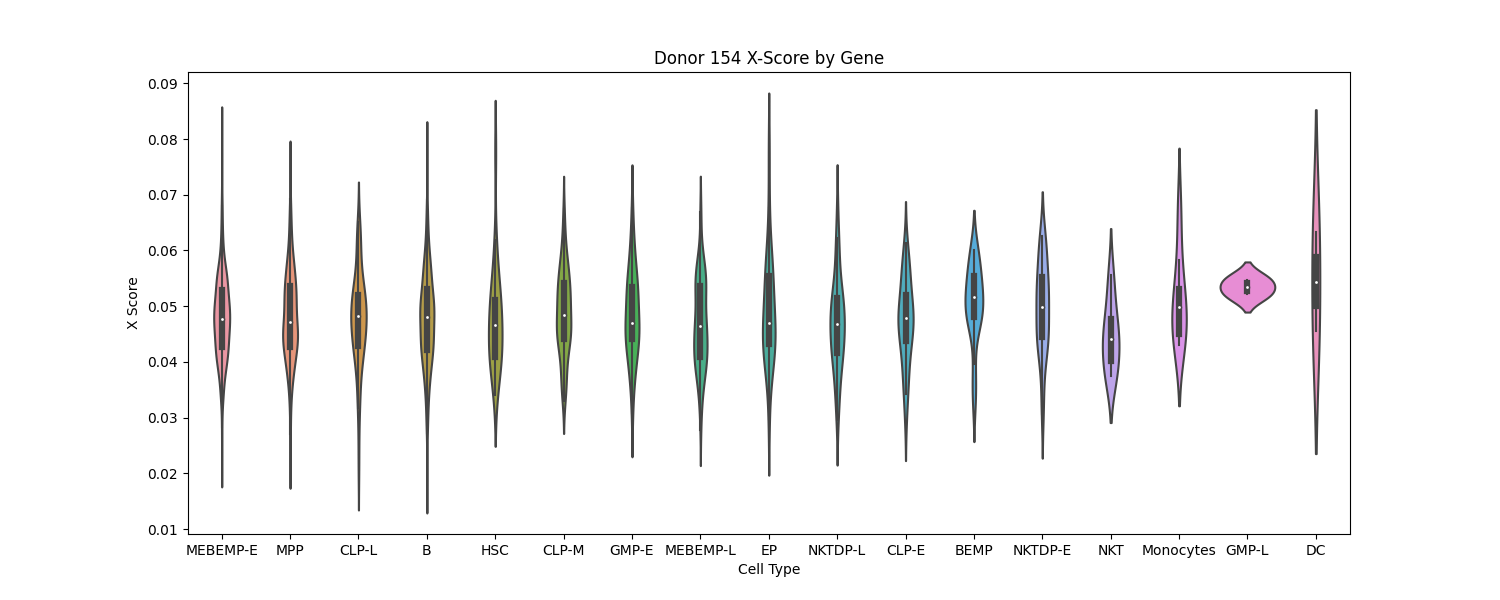 Donor 154 X-Score by Gene
0.09
0.08
0.07
0.06
0.05
0.04
0.03
0.02
0.01
X Score
MEBEMP-E MPP CLP-L B HSC CLP-M GMP-E MEBEMP-L EP NKTDP-L CLP-E BEMP NKTDP-E NKT Monocytes GMP-L DC
Cell Type